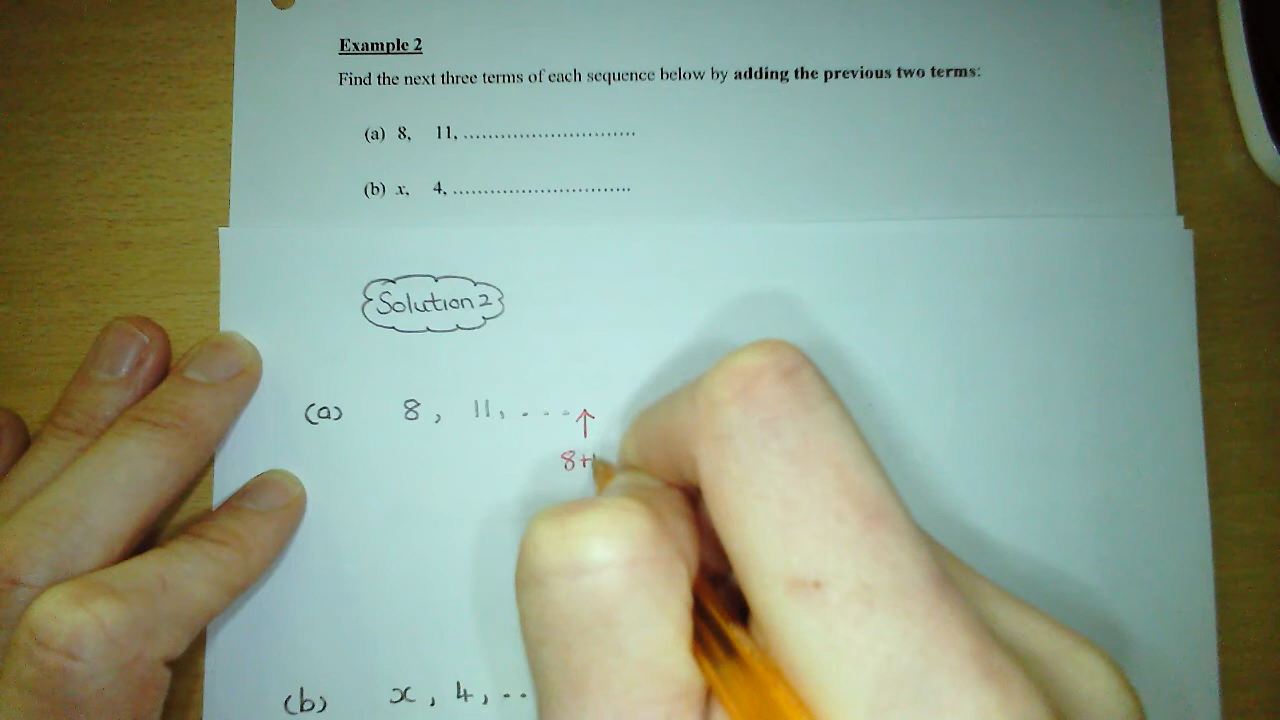 Example 2
Find the next three terms of each sequence below by adding the previous two terms:
(a) 8, 11, ..............................
(b) x, 4, ..............................
Solution 2
(a) 8, 11, ...
8+
(b) x, 4, ..